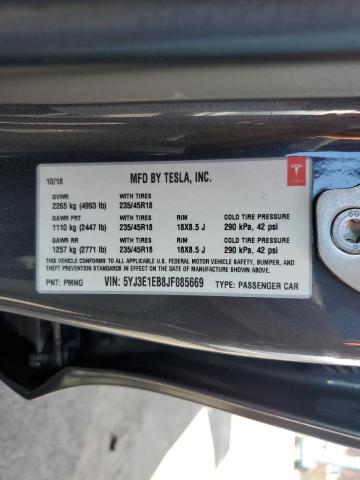 10/18 MFD BY TESLA, INC.
GVWR WITH TIRES
2265 kg (4993 lb) 235/45R18
GAWR FRT WITH TIRES RIM COLD TIRE PRESSURE
1110 kg (2447 lb) 235/45R18 18X8.5 J 290 kPa, 42 psi
GAWR RR WITH TIRES RIM COLD TIRE PRESSURE
1257 kg (2771 lb) 235/45R18 18X8.5 J 290 kPa, 42 psi
THIS VEHICLE CONFORMS TO ALL APPLICABLE U.S. FEDERAL MOTOR VEHICLE SAFETY, BUMPER, AND
THEFT PREVENTION STANDARDS IN EFFECT ON THE DATE OF MANUFACTURE SHOWN ABOVE.
PNT: PMNG VIN: 5YJ3E1EB8JF085669 TYPE: PASSENGER CAR